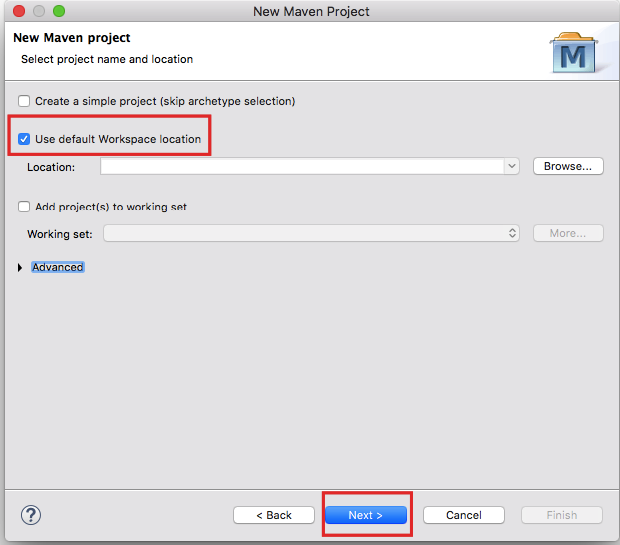 New Maven Project
New Maven project
Select project name and location
M
Create a simple project (skip archetype selection)
Use default Workspace location
Location:
Browse...
Add project(s) to working set
Working set:
More...
Advanced
?
< Back
Next >
Cancel
Finish